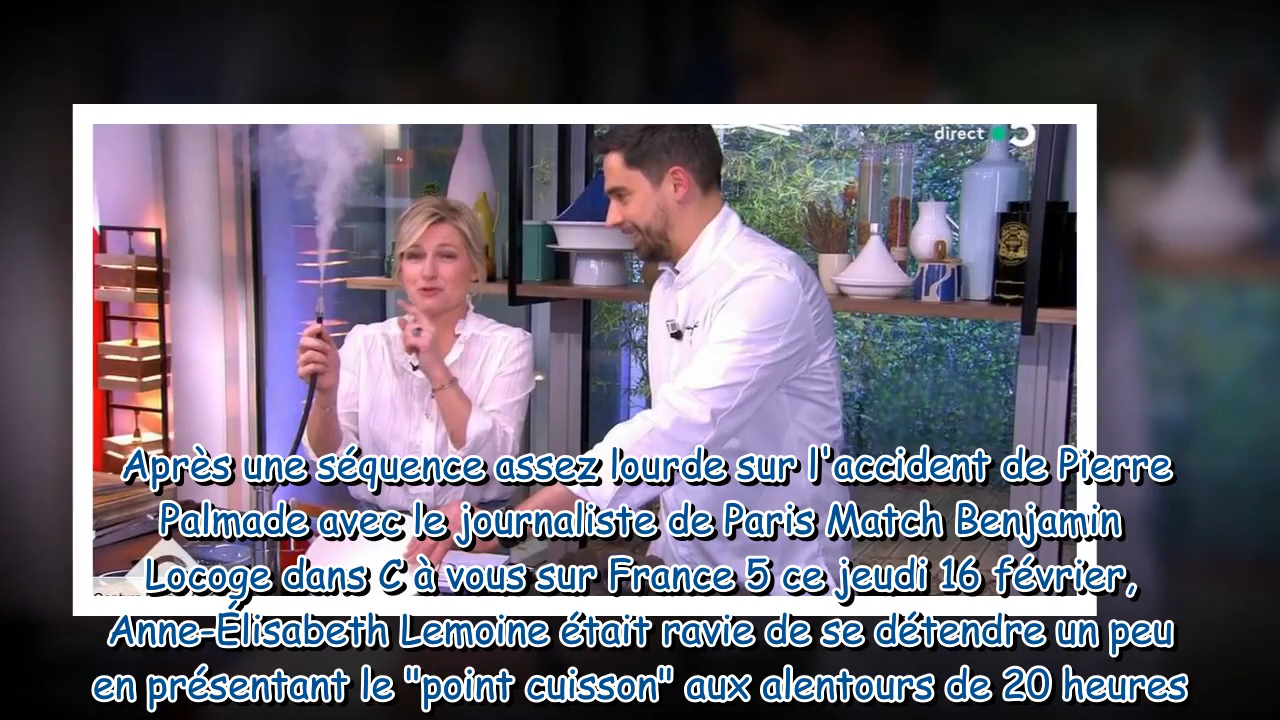 direct 5
Après une séquence assez lourde sur l'accident de Pierre
Palmade avec le journaliste de Paris Match Benjamin
Locoge dans C à vous sur France 5 ce jeudi 16 février,
Anne-Élisabeth Lemoine était ravie de se détendre un peu
en présentant le "point cuisson" aux alentours de 20 heures